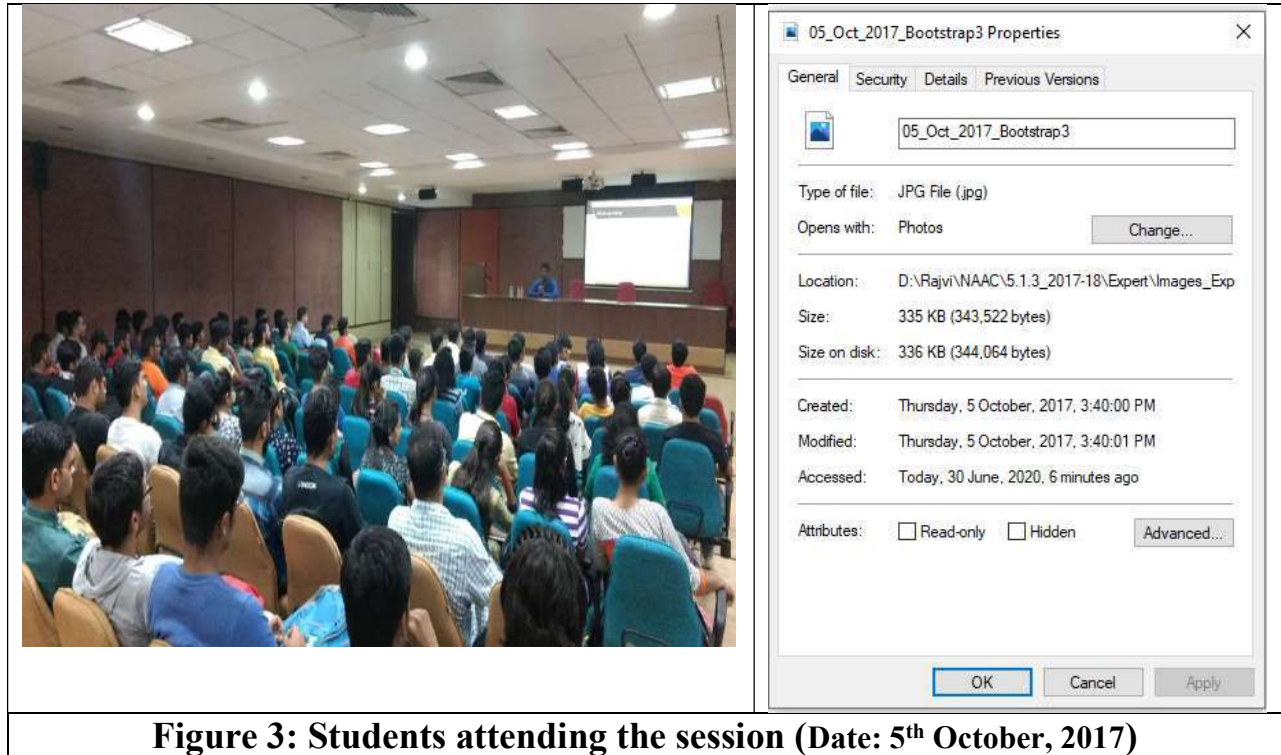 05_Oct_2017_Bootstrap3 Properties
General Security Details Previous Versions
05_Oct_2017_Bootstrap3
Type of file: JPG File (.jpg)
Opens with: Photos Change...
Location: D:\Rajvi\NAAC\5.1.3_2017-18\Expert\Images_Exp
Size: 335 KB (343,522 bytes)
Size on disk: 336 KB (344,064 bytes)
Created: Thursday, 5 October, 2017, 3:40:00 PM
Modified: Thursday, 5 October, 2017, 3:40:01 PM
Accessed: Today, 30 June, 2020, 6 minutes ago
Attributes: Read-only Hidden Advanced...
OK Cancel Apply
Figure 3: Students attending the session (Date: 5th October, 2017)